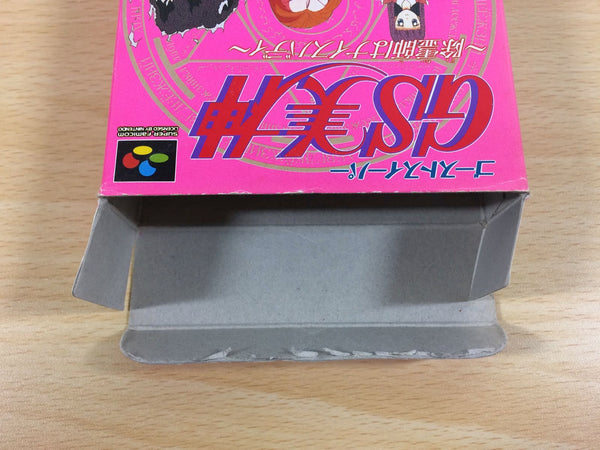 ゴーストスイーパー
GS美神
～除霊師はナイスバディ～
SUPER FAMICOM
LICENSED BY NINTENDO